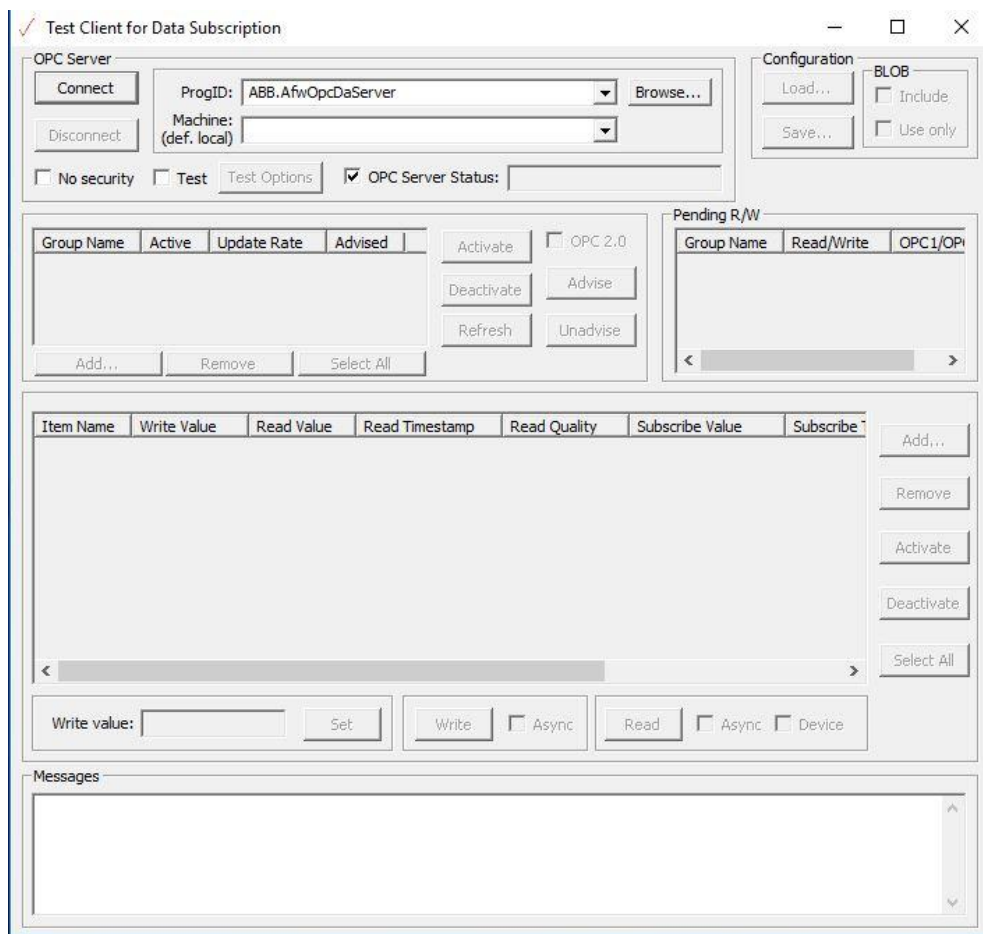 Test Client for Data Subscription
OPC Server
Connect
ProgID: ABB.AfwOpcDaServer
Browse...
Disconnect
Machine:
(def. local)
No security
Test
Test Options
OPC Server Status:
Configuration
Load...
Save...
BLOB
Include
Use only
Group Name Active Update Rate Advised
Activate
OPC 2.0
Deactivate
Advise
Refresh
Unadvise
Add... Remove Select All
Pending R/W
Group Name Read/Write OPC1/OP
Item Name Write Value Read Value Read Timestamp Read Quality Subscribe Value Subscribe T
Add...
Remove
Activate
Deactivate
Select All
Write value:
Set
Write
Async
Read
Async
Device
Messages